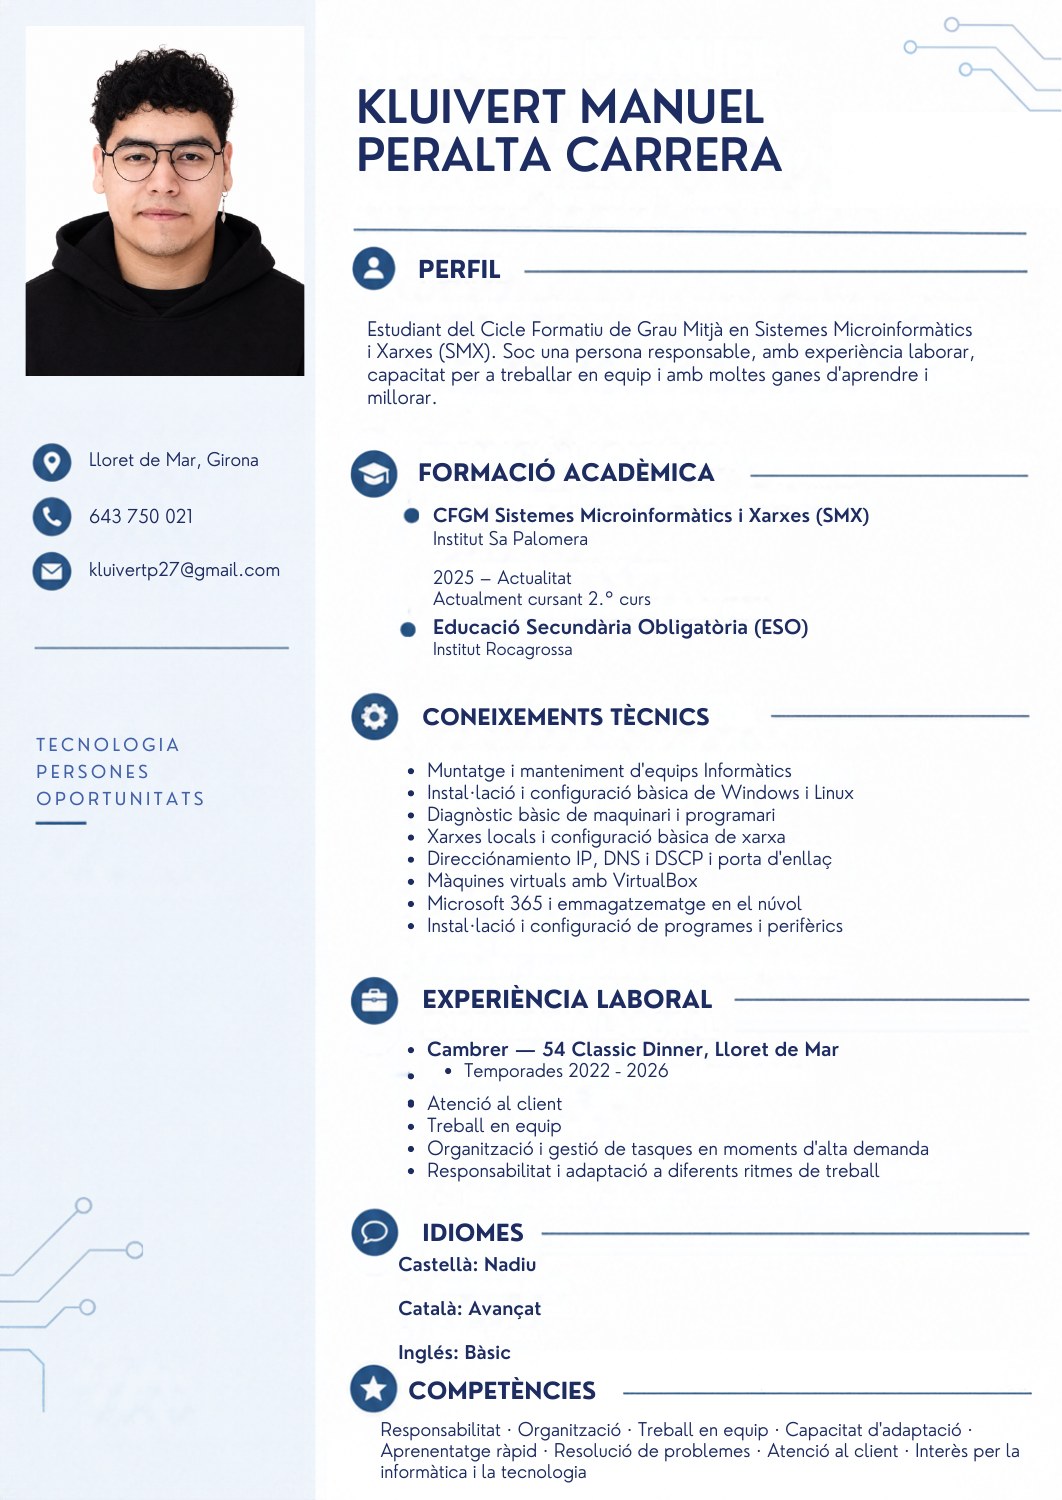 KLUIVERT MANUEL
PERALTA CARRERA
Lloret de Mar, Girona
643 750 021
kluivertp27@gmail.com
TECNOLOGIA
PERSONES
OPORTUNITATS
PERFIL
Estudiant del Cicle Formatiu de Grau Mitjà en Sistemes Microinformàtics
i Xarxes (SMX). Soc una persona responsable, amb experiència laborar,
capacitat per a treballar en equip i amb moltes ganes d'aprendre i
millorar.
FORMACIÓ ACADÈMICA
CFGM Sistemes Microinformàtics i Xarxes (SMX)
Institut Sa Palomera
2025 – Actualitat
Actualment cursant 2.º curs
Educació Secundària Obligatòria (ESO)
Institut Rocagrossa
CONEIXEMENTS TÈCNICS
• Muntatge i manteniment d'equips Informàtics
• Instal·lació i configuració bàsica de Windows i Linux
• Diagnòstic bàsic de maquinari i programari
• Xarxes locals i configuració bàsica de xarxa
• Direcciónamiento IP, DNS i DSCP i porta d'enllaç
• Màquines virtuals amb VirtualBox
• Microsoft 365 i emmagatzematge en el núvol
• Instal·lació i configuració de programes i perifèrics
EXPERIÈNCIA LABORAL
• Cambrer — 54 Classic Dinner, Lloret de Mar
• Temporades 2022 - 2026
• Atenció al client
• Treball en equip
• Organització i gestió de tasques en moments d'alta demanda
• Responsabilitat i adaptació a diferents ritmes de treball
IDIOMES
Castellà: Nadiu
Català: Avançat
Inglés: Bàsic
COMPETÈNCIES
Responsabilitat · Organització · Treball en equip · Capacitat d'adaptació ·
Aprenentatge ràpid · Resolució de problemes · Atenció al client · Interès per la
informàtica i la tecnologia